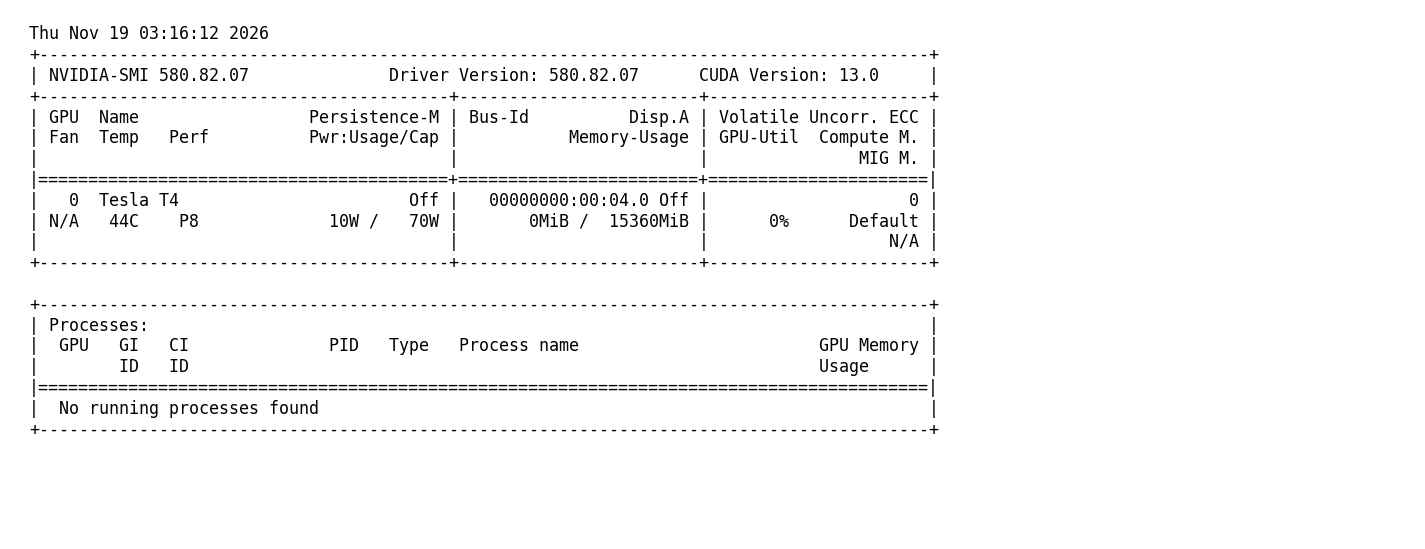 Thu Nov 19 03:16:12 2026
+-----------------------------------------------------------------------------------------+
| NVIDIA-SMI 580.82.07              Driver Version: 580.82.07      CUDA Version: 13.0     |
+-----------------------------------------+------------------------+----------------------+
| GPU  Name                 Persistence-M | Bus-Id          Disp.A | Volatile Uncorr. ECC |
| Fan  Temp   Perf          Pwr:Usage/Cap |           Memory-Usage | GPU-Util  Compute M. |
|                                         |                        |               MIG M. |
|=========================================+========================+======================|
|   0  Tesla T4                       Off |   00000000:00:04.0 Off |                    0 |
| N/A   44C    P8             10W /   70W |       0MiB /  15360MiB |      0%      Default |
|                                         |                        |                  N/A |
+-----------------------------------------+------------------------+----------------------+

+-----------------------------------------------------------------------------------------+
| Processes:                                                                              |
|  GPU   GI   CI              PID   Type   Process name                        GPU Memory |
|        ID   ID                                                               Usage      |
|=========================================================================================|
|  No running processes found                                                             |
+-----------------------------------------------------------------------------------------+